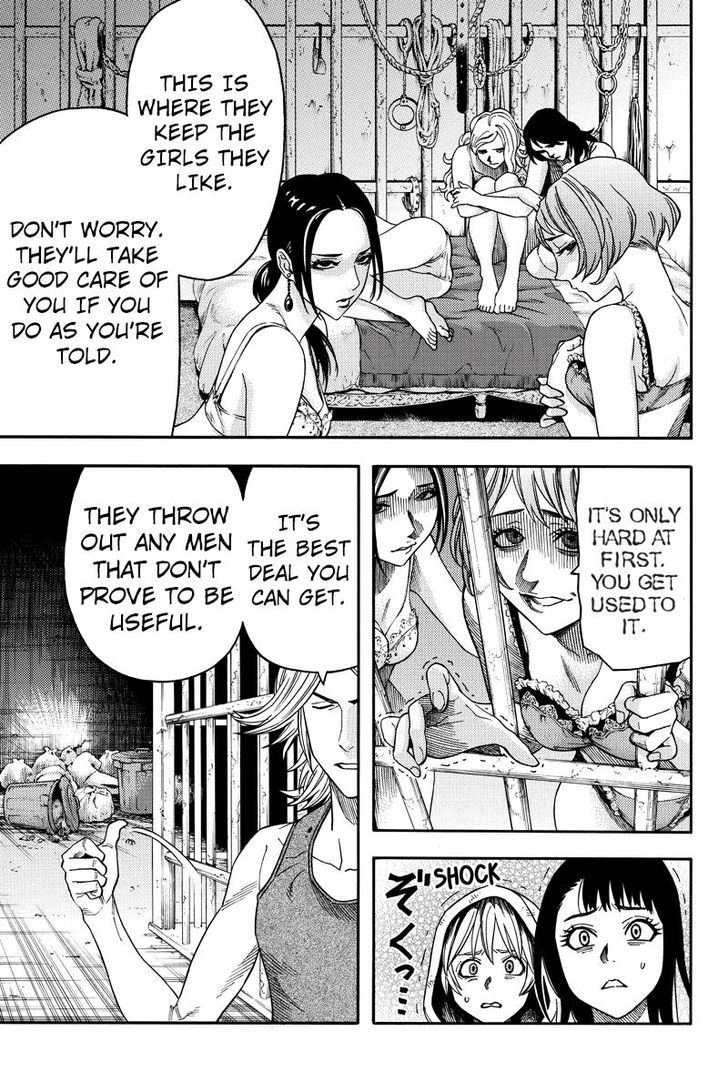 THIS IS
WHERE THEY
KEEP THE
GIRLS THEY
LIKE.
DON'T WORRY.
THEY'LL TAKE
GOOD CARE OF
YOU IF YOU
DO AS YOU'RE
TOLD.
IT'S ONLY
HARD AT
FIRST.
YOU GET
USED TO
IT.
IT'S
THE BEST
DEAL YOU
CAN GET.
THEY THROW
OUT ANY MEN
THAT DON'T
PROVE TO BE
USEFUL.
ぞくっ…
SHOCK